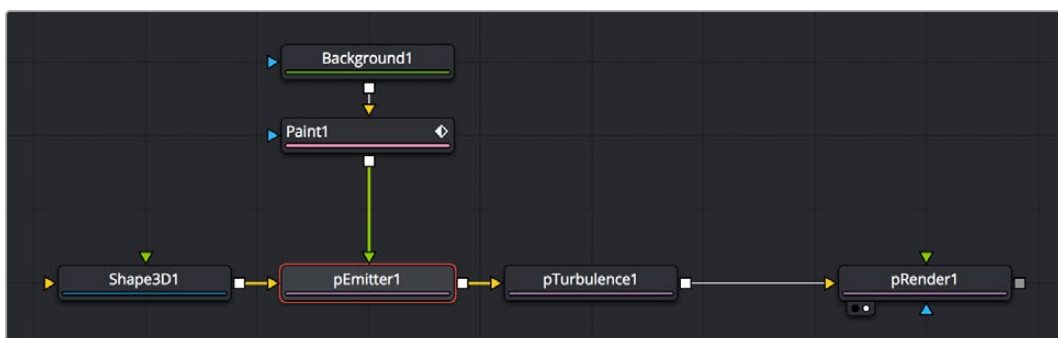 Background1
Paint1
Shape3D1
pEmitter1
pTurbulence1
pRender1